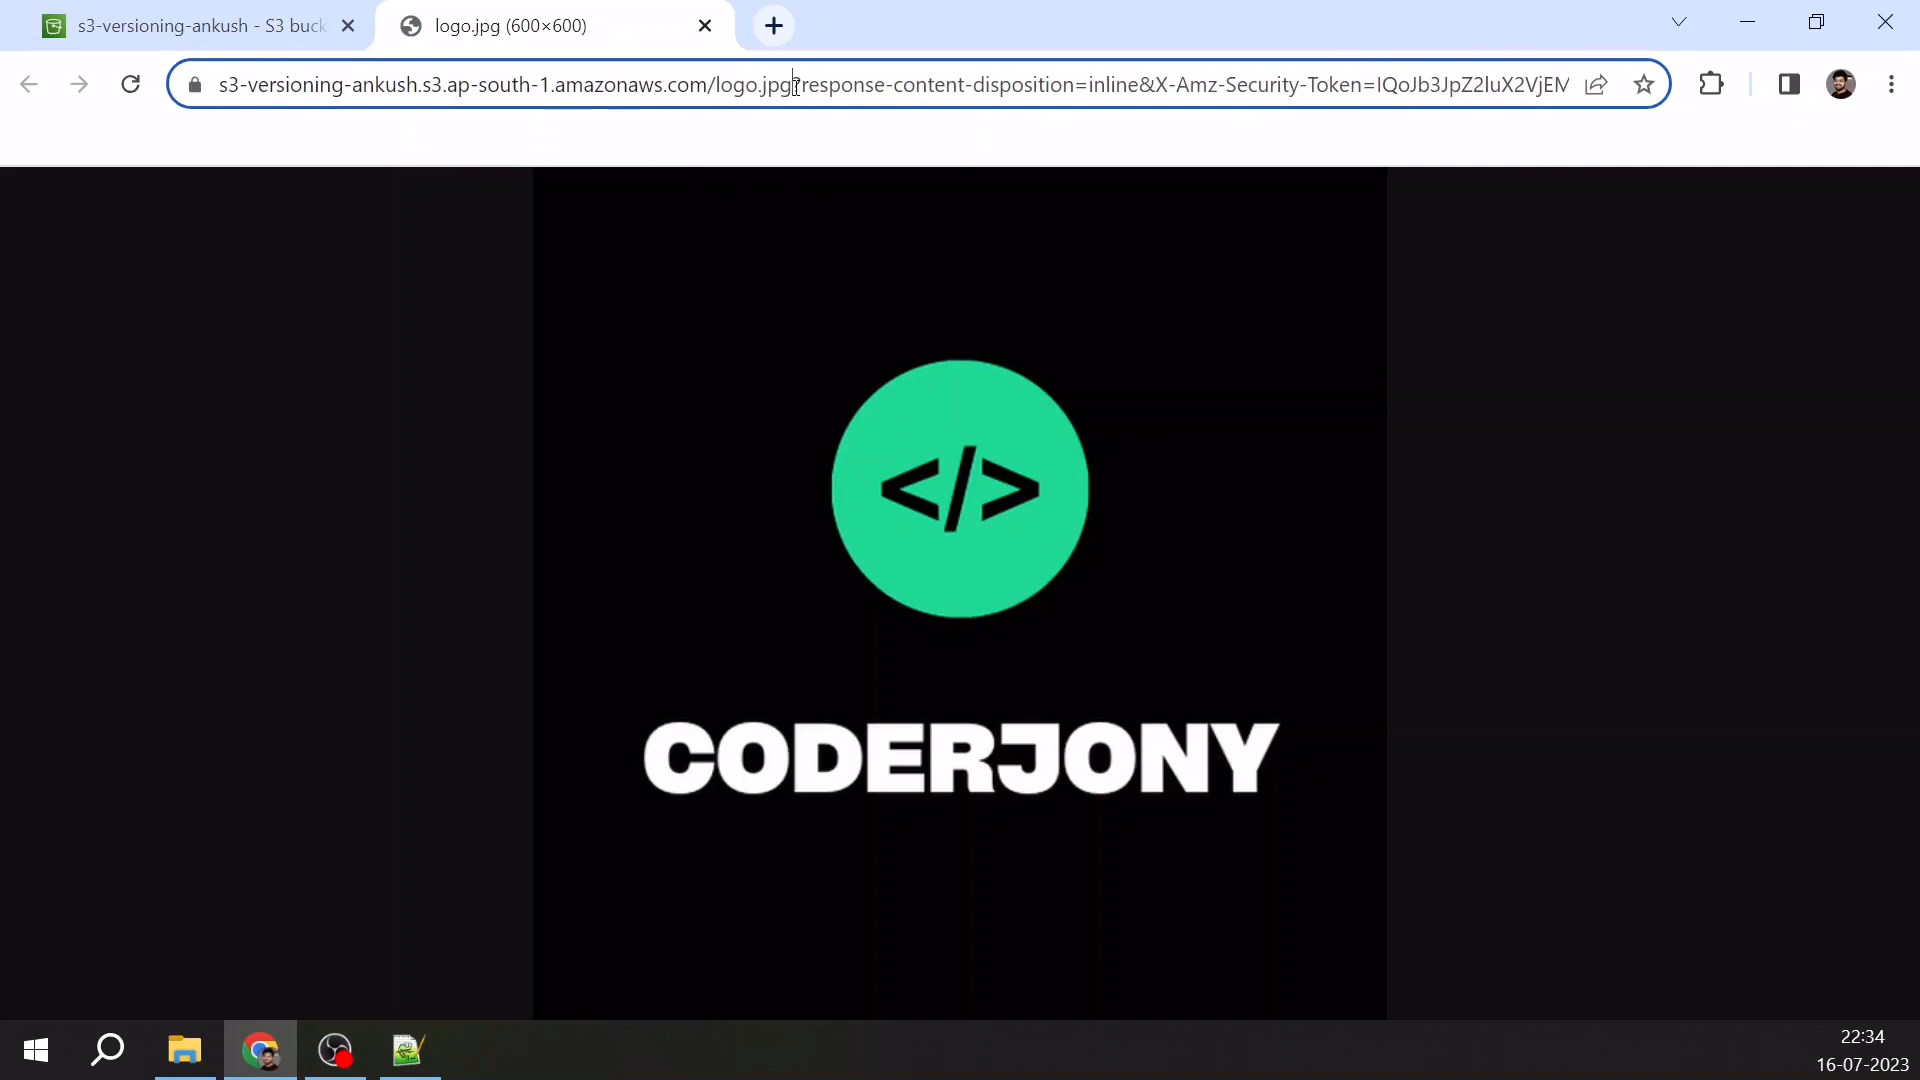 s3-versioning-ankush - S3 buck
logo.jpg (600×600)
s3-versioning-ankush.s3.ap-south-1.amazonaws.com/logo.jpg?response-content-disposition=inline&X-Amz-Security-Token=IQoJb3JpZ2luX2VjEM
</>
CODERJONY
22:34
16-07-2023